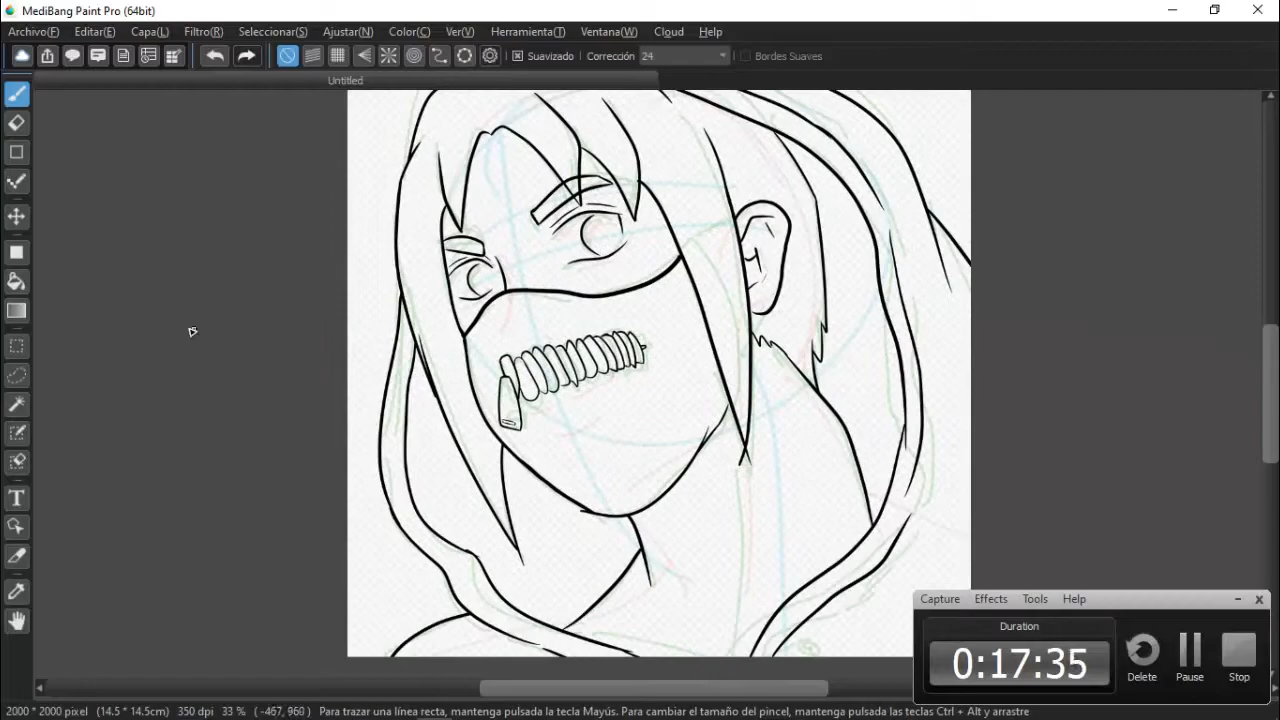 MediBang Paint Pro (64bit)
Archivo(F) Editar(E) Capa(L) Filtro(R) Seleccionar(S) Ajustar(N) Color(C) Ver(V) Herramienta(T) Ventana(W) Cloud Help
Suavizado Corrección 24 Bordes Suaves
Untitled
Capture Effects Tools Help
Duration
0:17:35
Delete Pause Stop
2000 * 2000 pixel (14.5 * 14.5cm) 350 dpi 33 % ( -467, 960 ) Para trazar una línea recta, mantenga pulsada la tecla Mayús. Para cambiar el tamaño del pincel, mantenga pulsada las teclas Ctrl + Alt y arrastre